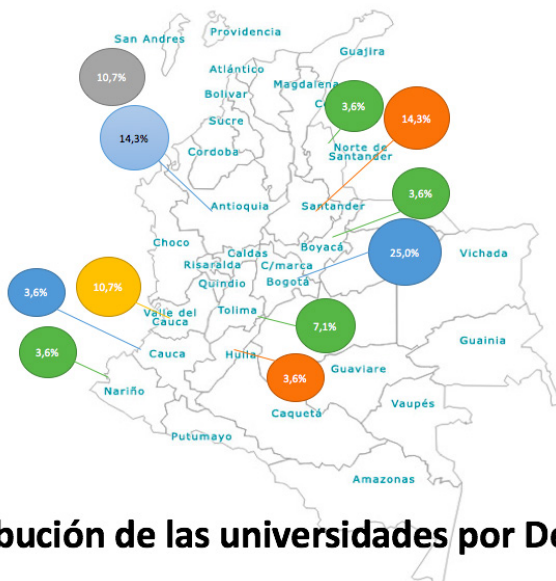 San Andres
Providencia
Guajira
Atlántico
10,7%
Magdalena
Bolivar
3,6%
14,3%
Sucre
14,3%
Cordoba
Norte de
Santander
3,6%
Antioquia
Santander
Choco
Boyacá
25,0%
Vichada
Caldas
Risaralda
C/marca
3,6%
10,7%
Quindio
Bogotá
Valle del
Cauca
Tolima
7,1%
Guainia
3,6%
Cauca
Huila
Guaviare
3,6%
Nariño
Caquetá
Vaupés
Putumayo
Amazonas
bución de las universidades por De